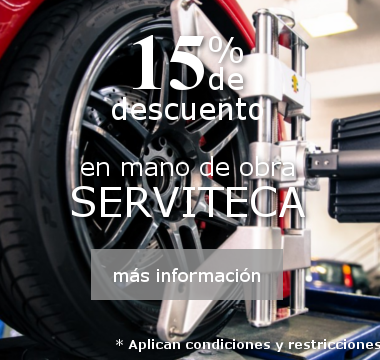 15%
de
descuento
en mano de obra
SERVITECA
más información
* Aplican condiciones y restricciones